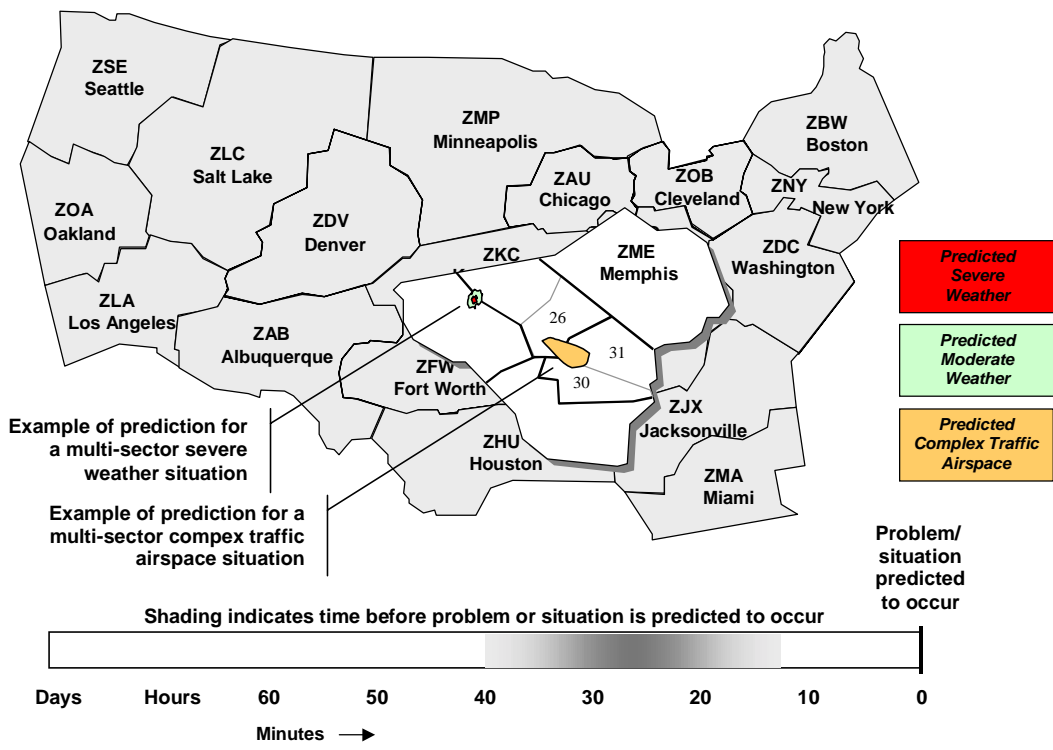 ZSE
Seattle
ZMP
Minneapolis
ZBW
Boston
ZLC
Salt Lake
ZAU
Chicago
ZOB
Cleveland
ZNY
New York
ZOA
Oakland
ZDV
Denver
ZKC
ZME
Memphis
ZDC
Washington
ZLA
Los Angeles
ZAB
Albuquerque
26
31
30
ZFW
Fort Worth
ZJX
Jacksonville
ZHU
Houston
ZMA
Miami
Predicted
Severe
Weather
Predicted
Moderate
Weather
Predicted
Complex Traffic
Airspace
Example of prediction for
a multi-sector severe
weather situation
Example of prediction for a
multi-sector compex traffic
airspace situation
Problem/
situation
predicted
to occur
Shading indicates time before problem or situation is predicted to occur
Days Hours 60 50 40 30 20 10 0
Minutes